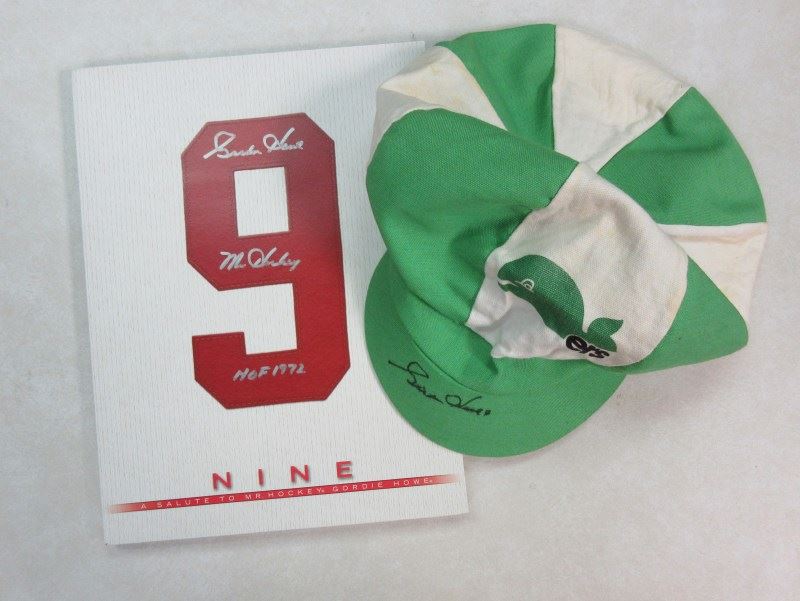 Gordie Howe
Mr Hockey
HOF 1972
NINE
A SALUTE TO MR. HOCKEY® GORDIE HOWE®
ers
Gordie Howe